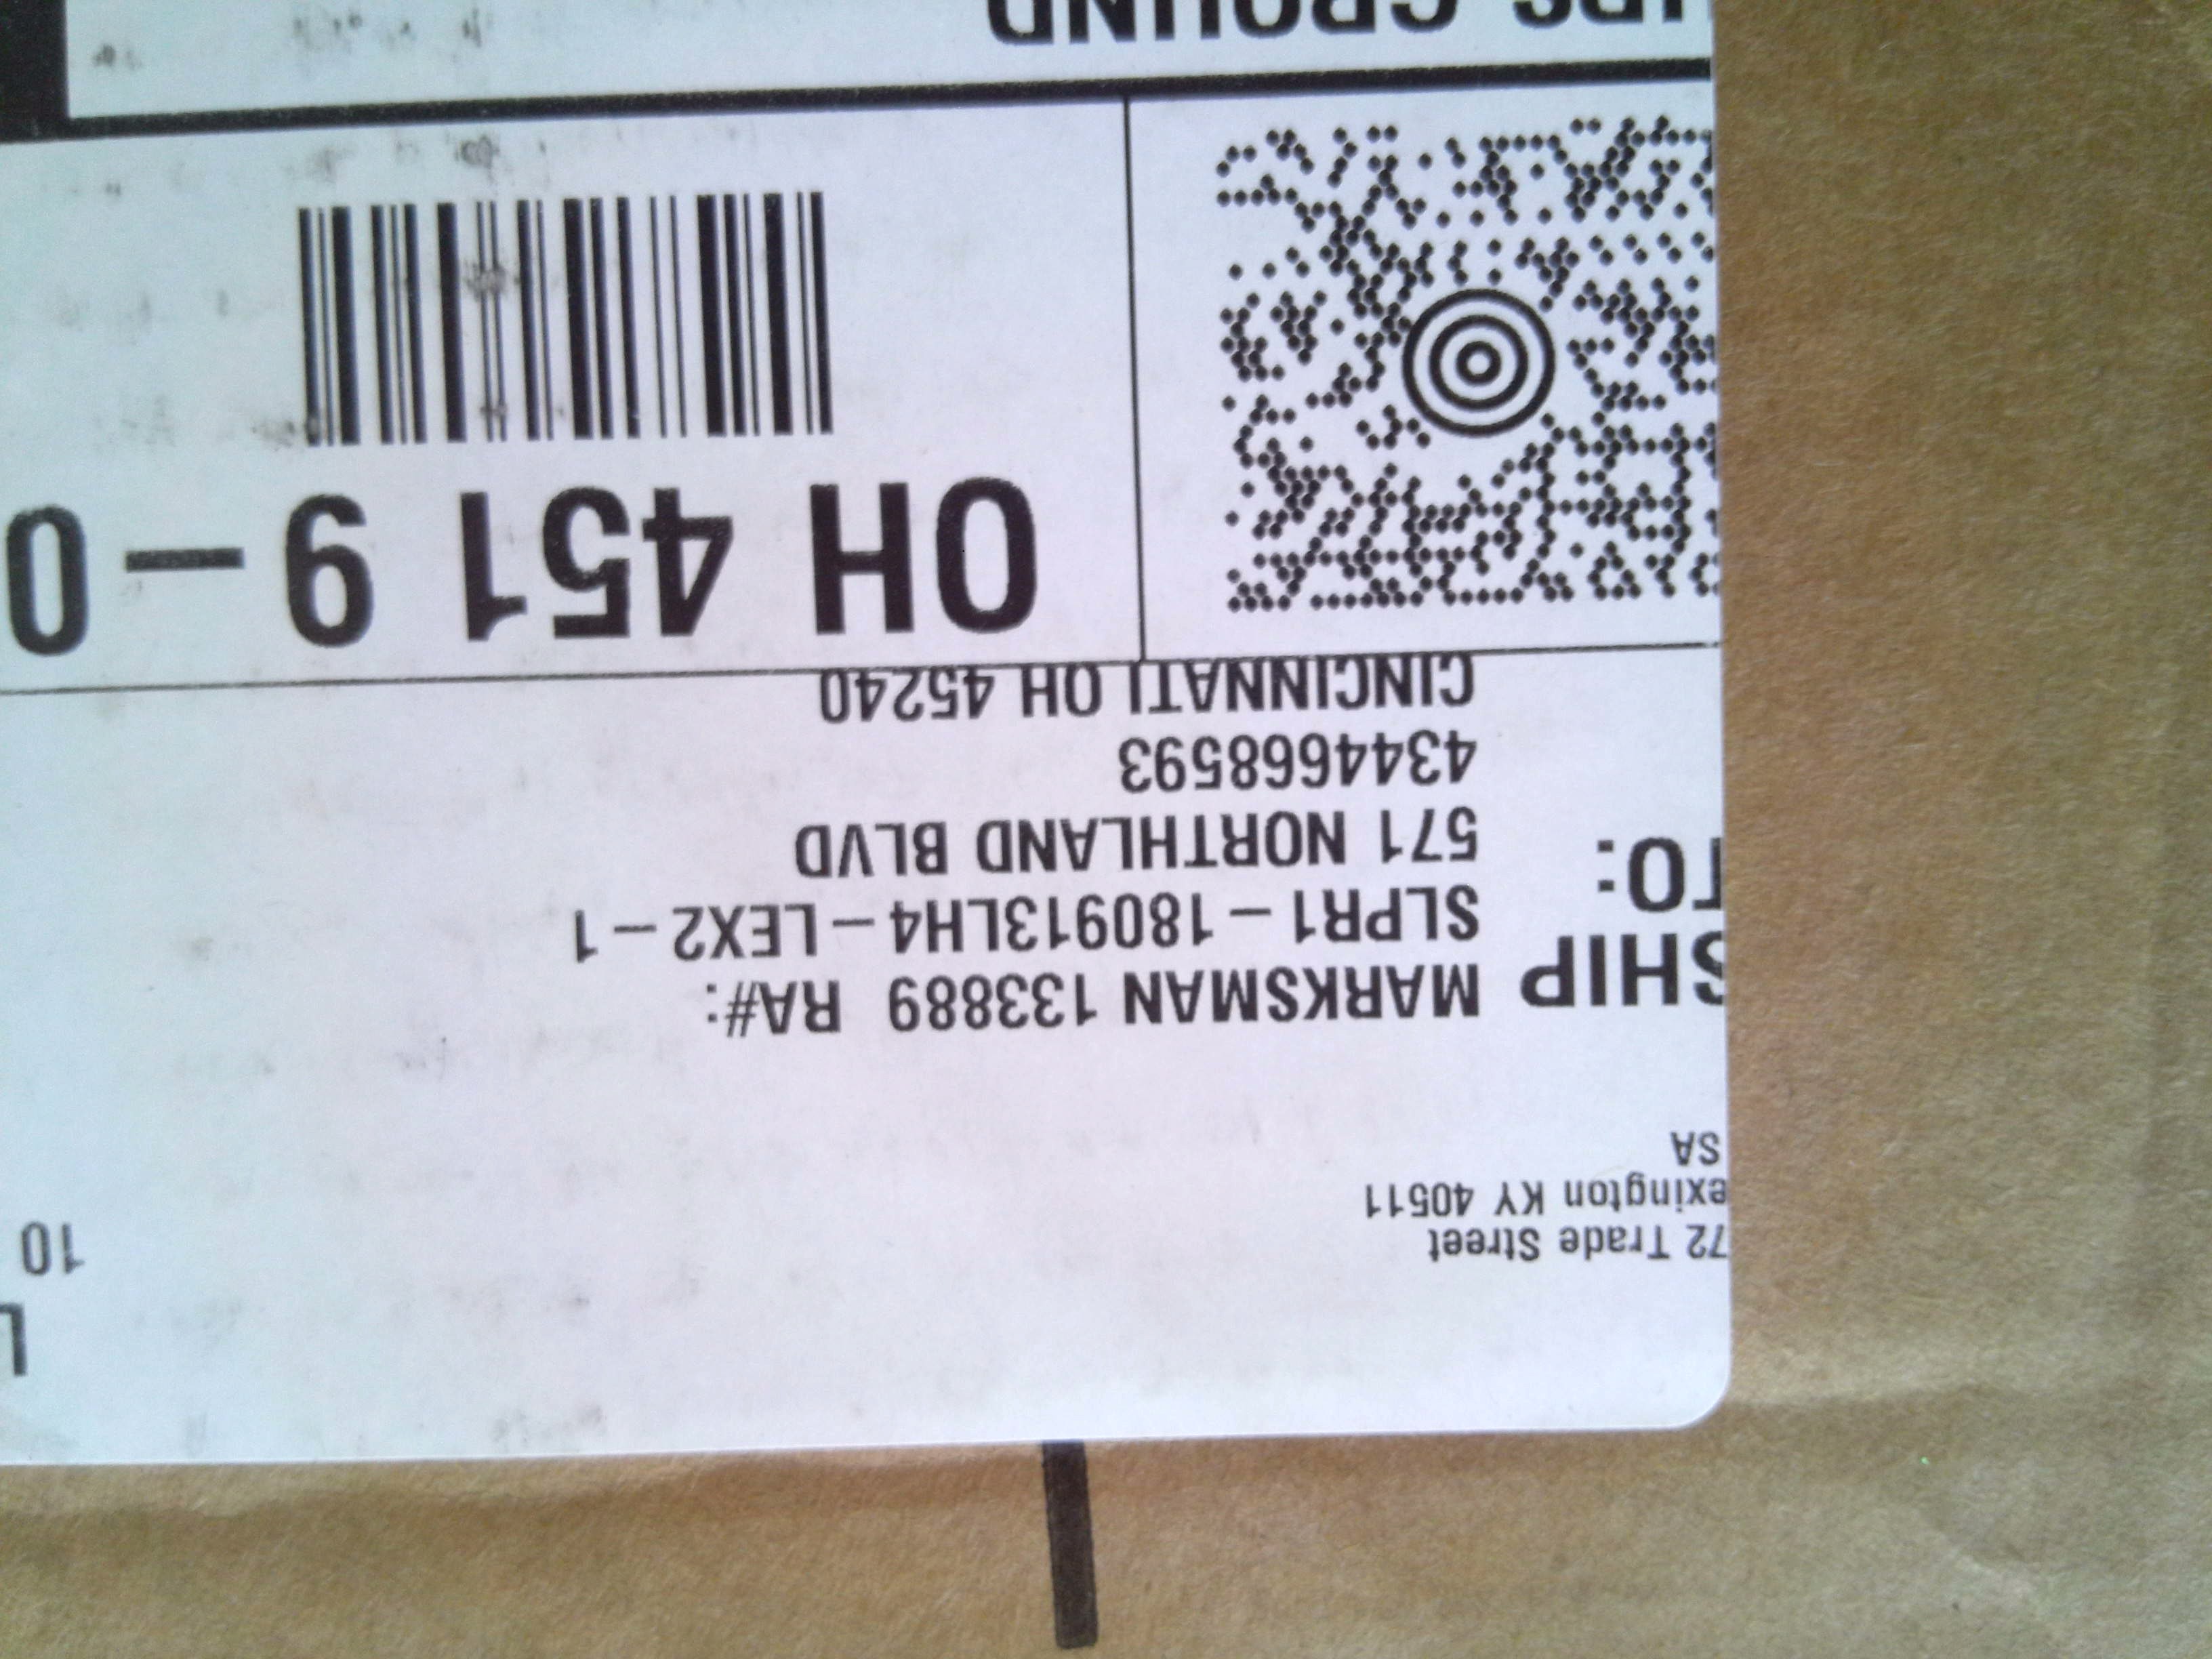 L
10
72 Trade Street
exington KY 40511
SA
SHIP
TO:
MARKSMAN 133889 RA#:
SLPR1-180913LH4-LEX2-1
571 NORTHLAND BLVD
4344668593
CINCINNATI OH 45240
OH 451 9-0
UPS GROUND